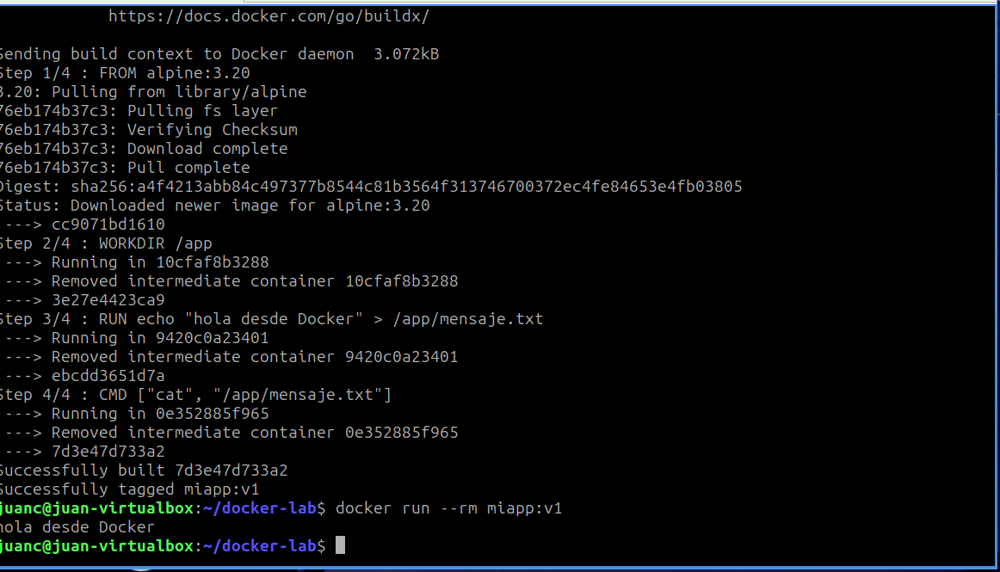 https://docs.docker.com/go/buildx/
Sending build context to Docker daemon  3.072kB
Step 1/4 : FROM alpine:3.20
3.20: Pulling from library/alpine
76eb174b37c3: Pulling fs layer
76eb174b37c3: Verifying Checksum
76eb174b37c3: Download complete
76eb174b37c3: Pull complete
Digest: sha256:a4f4213abb84c497377b8544c81b3564f313746700372ec4fe84653e4fb03805
Status: Downloaded newer image for alpine:3.20
---> cc9071bd1610
Step 2/4 : WORKDIR /app
---> Running in 10cfaf8b3288
---> Removed intermediate container 10cfaf8b3288
---> 3e27e4423ca9
Step 3/4 : RUN echo "hola desde Docker" > /app/mensaje.txt
---> Running in 9420c0a23401
---> Removed intermediate container 9420c0a23401
---> ebcdd3651d7a
Step 4/4 : CMD ["cat", "/app/mensaje.txt"]
---> Running in 0e352885f965
---> Removed intermediate container 0e352885f965
---> 7d3e47d733a2
Successfully built 7d3e47d733a2
Successfully tagged miapp:v1
juanc@juan-virtualbox:~/docker-lab$ docker run --rm miapp:v1
hola desde Docker
juanc@juan-virtualbox:~/docker-lab$